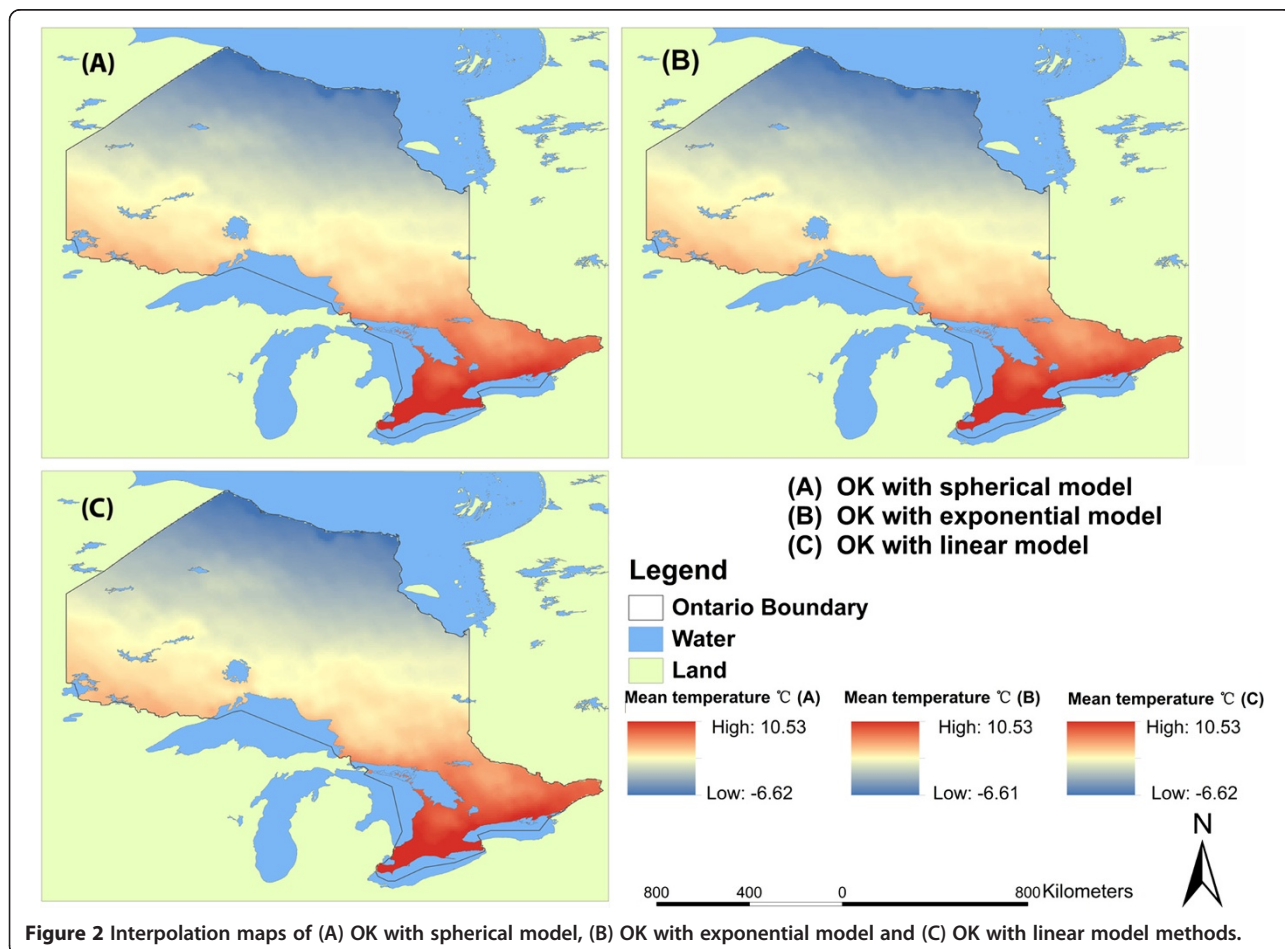 (A)
(B)
(C)
(A) OK with spherical model
(B) OK with exponential model
(C) OK with linear model
Legend
Ontario Boundary
Water
Land
Mean temperature ℃ (A)
High: 10.53
Low: -6.62
Mean temperature ℃ (B)
High: 10.53
Low: -6.61
Mean temperature ℃ (C)
High: 10.53
Low: -6.62
N
800 400 0 800 Kilometers
Figure 2 Interpolation maps of (A) OK with spherical model, (B) OK with exponential model and (C) OK with linear model methods.